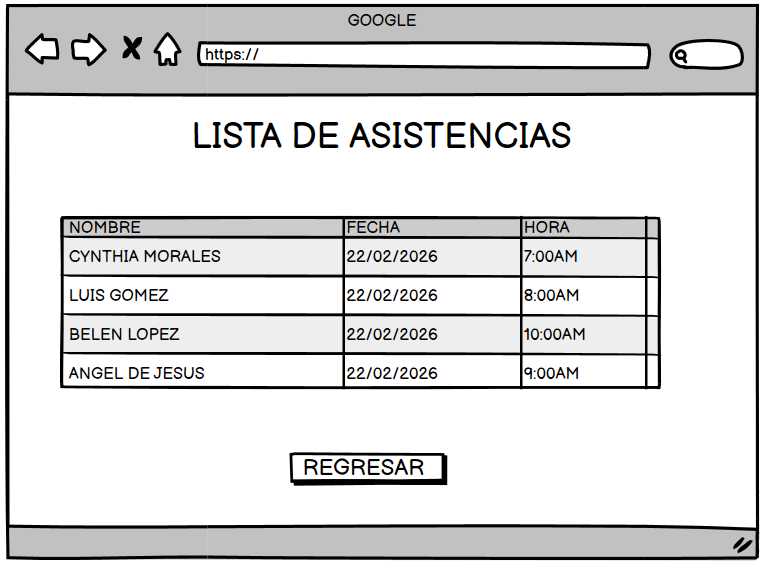 GOOGLE
https://
LISTA DE ASISTENCIAS
NOMBRE FECHA HORA
CYNTHIA MORALES 22/02/2026 7:00AM
LUIS GOMEZ 22/02/2026 8:00AM
BELEN LOPEZ 22/02/2026 10:00AM
ANGEL DE JESUS 22/02/2026 9:00AM
REGRESAR